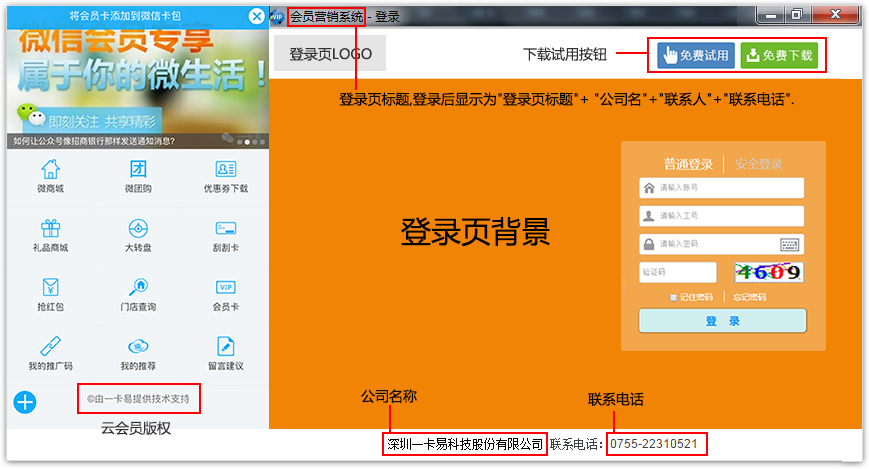 将会员卡添加到微信卡包
微信会员专享
属于你的微生活！
即刻关注 共享精彩
如何让公众号像招商银行那样发送通知消息?
微商城 微团购 优惠券下载
礼品商城 大转盘 刮刮卡
抢红包 门店查询 会员卡
我的推广码 我的推荐 留言建议
©由一卡易提供技术支持
云会员版权
会员营销系统 - 登录
登录页LOGO
下载试用按钮
免费试用
免费下载
登录页标题,登录后显示为"登录页标题"+ "公司名"+"联系人"+"联系电话".
登录页背景
普通登录 安全登录
请输入账号
请输入工号
请输入密码
验证码 4609
记住密码 忘记密码
登 录
公司名称
联系电话
深圳一卡易科技股份有限公司 联系电话: 0755-22310521